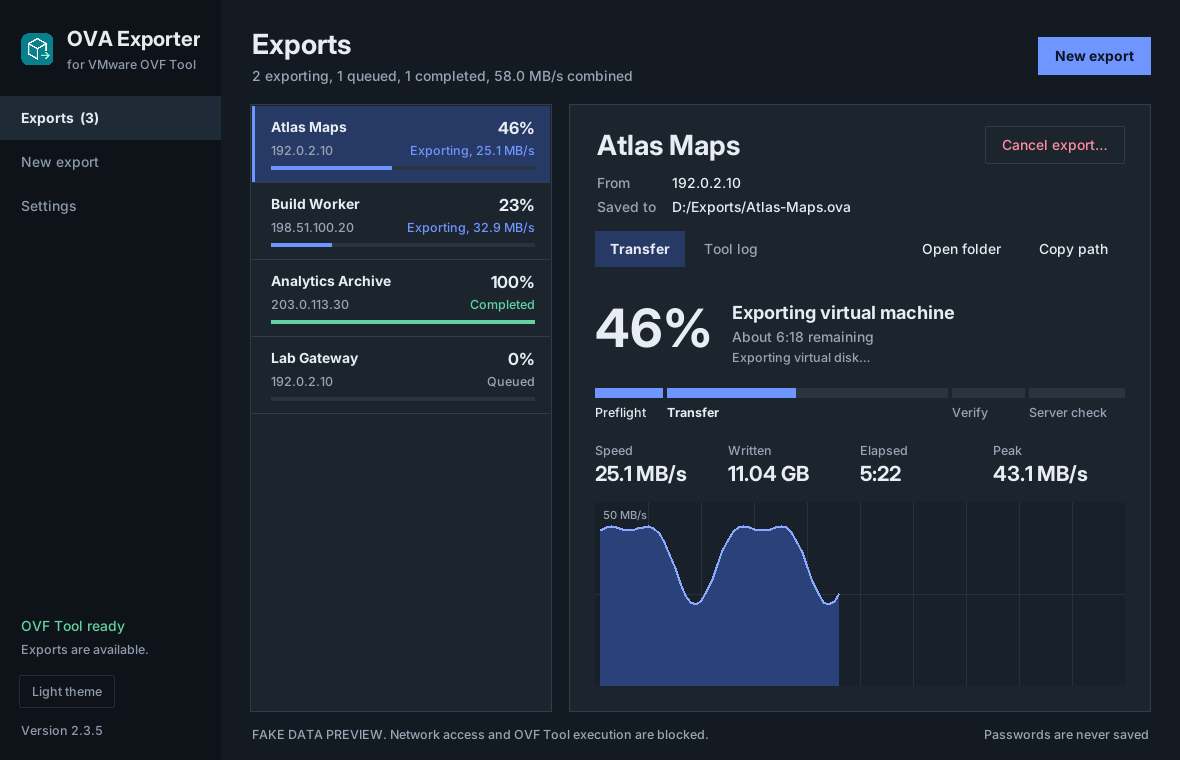 OVA Exporter
for VMware OVF Tool
Exports (3)
New export
Settings
OVF Tool ready
Exports are available.
Light theme
Version 2.3.5
Exports
2 exporting, 1 queued, 1 completed, 58.0 MB/s combined
New export
Atlas Maps 46%
192.0.2.10 Exporting, 25.1 MB/s
Build Worker 23%
198.51.100.20 Exporting, 32.9 MB/s
Analytics Archive 100%
203.0.113.30 Completed
Lab Gateway 0%
192.0.2.10 Queued
Atlas Maps
Cancel export...
From 192.0.2.10
Saved to D:/Exports/Atlas-Maps.ova
Transfer Tool log Open folder Copy path
46%
Exporting virtual machine
About 6:18 remaining
Exporting virtual disk...
Preflight Transfer Verify Server check
Speed Written Elapsed Peak
25.1 MB/s 11.04 GB 5:22 43.1 MB/s
50 MB/s
FAKE DATA PREVIEW. Network access and OVF Tool execution are blocked.
Passwords are never saved